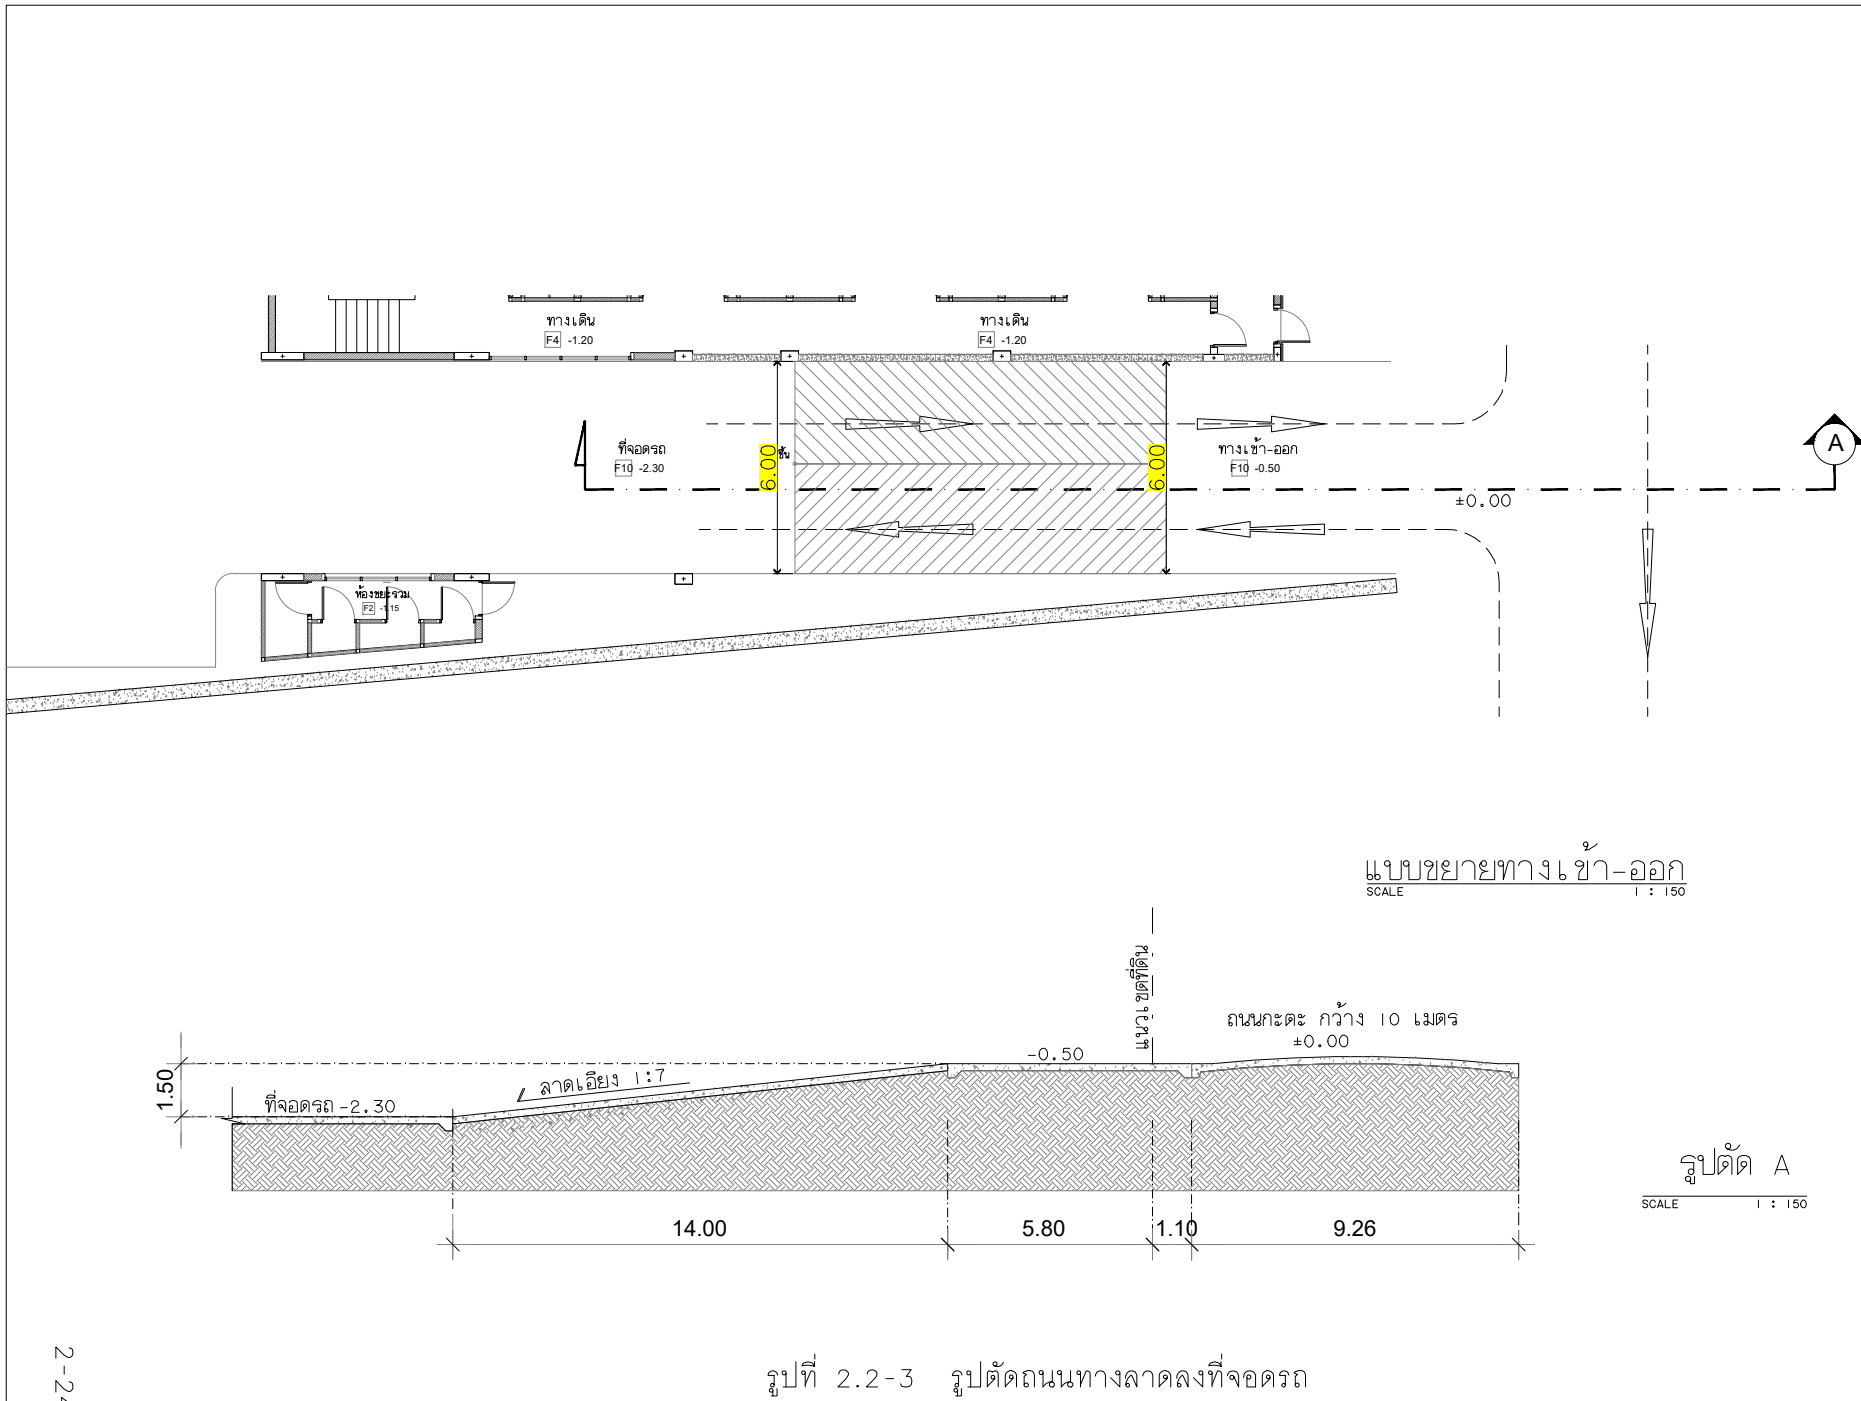 ทางเดิน
F4 -1.20
ทางเดิน
F4 -1.20
ที่จอดรถ
F10 -2.30
6.00
ขึ้น
6.00
ทางเข้า-ออก
F10 -0.50
A
±0.00
ห้องขยะรวม
F2 -1.15
แบบขยายทางเข้า-ออก
SCALE 1 : 150
แนวเขตที่ดิน
ถนนกะตะ กว้าง 10 เมตร
±0.00
-0.50
1.50
ลาดเอียง 1:7
ที่จอดรถ -2.30
รูปตัด A
SCALE 1 : 150
14.00
5.80
1.10
9.26
รูปที่ 2.2-3 รูปตัดถนนทางลาดลงที่จอดรถ
2-24